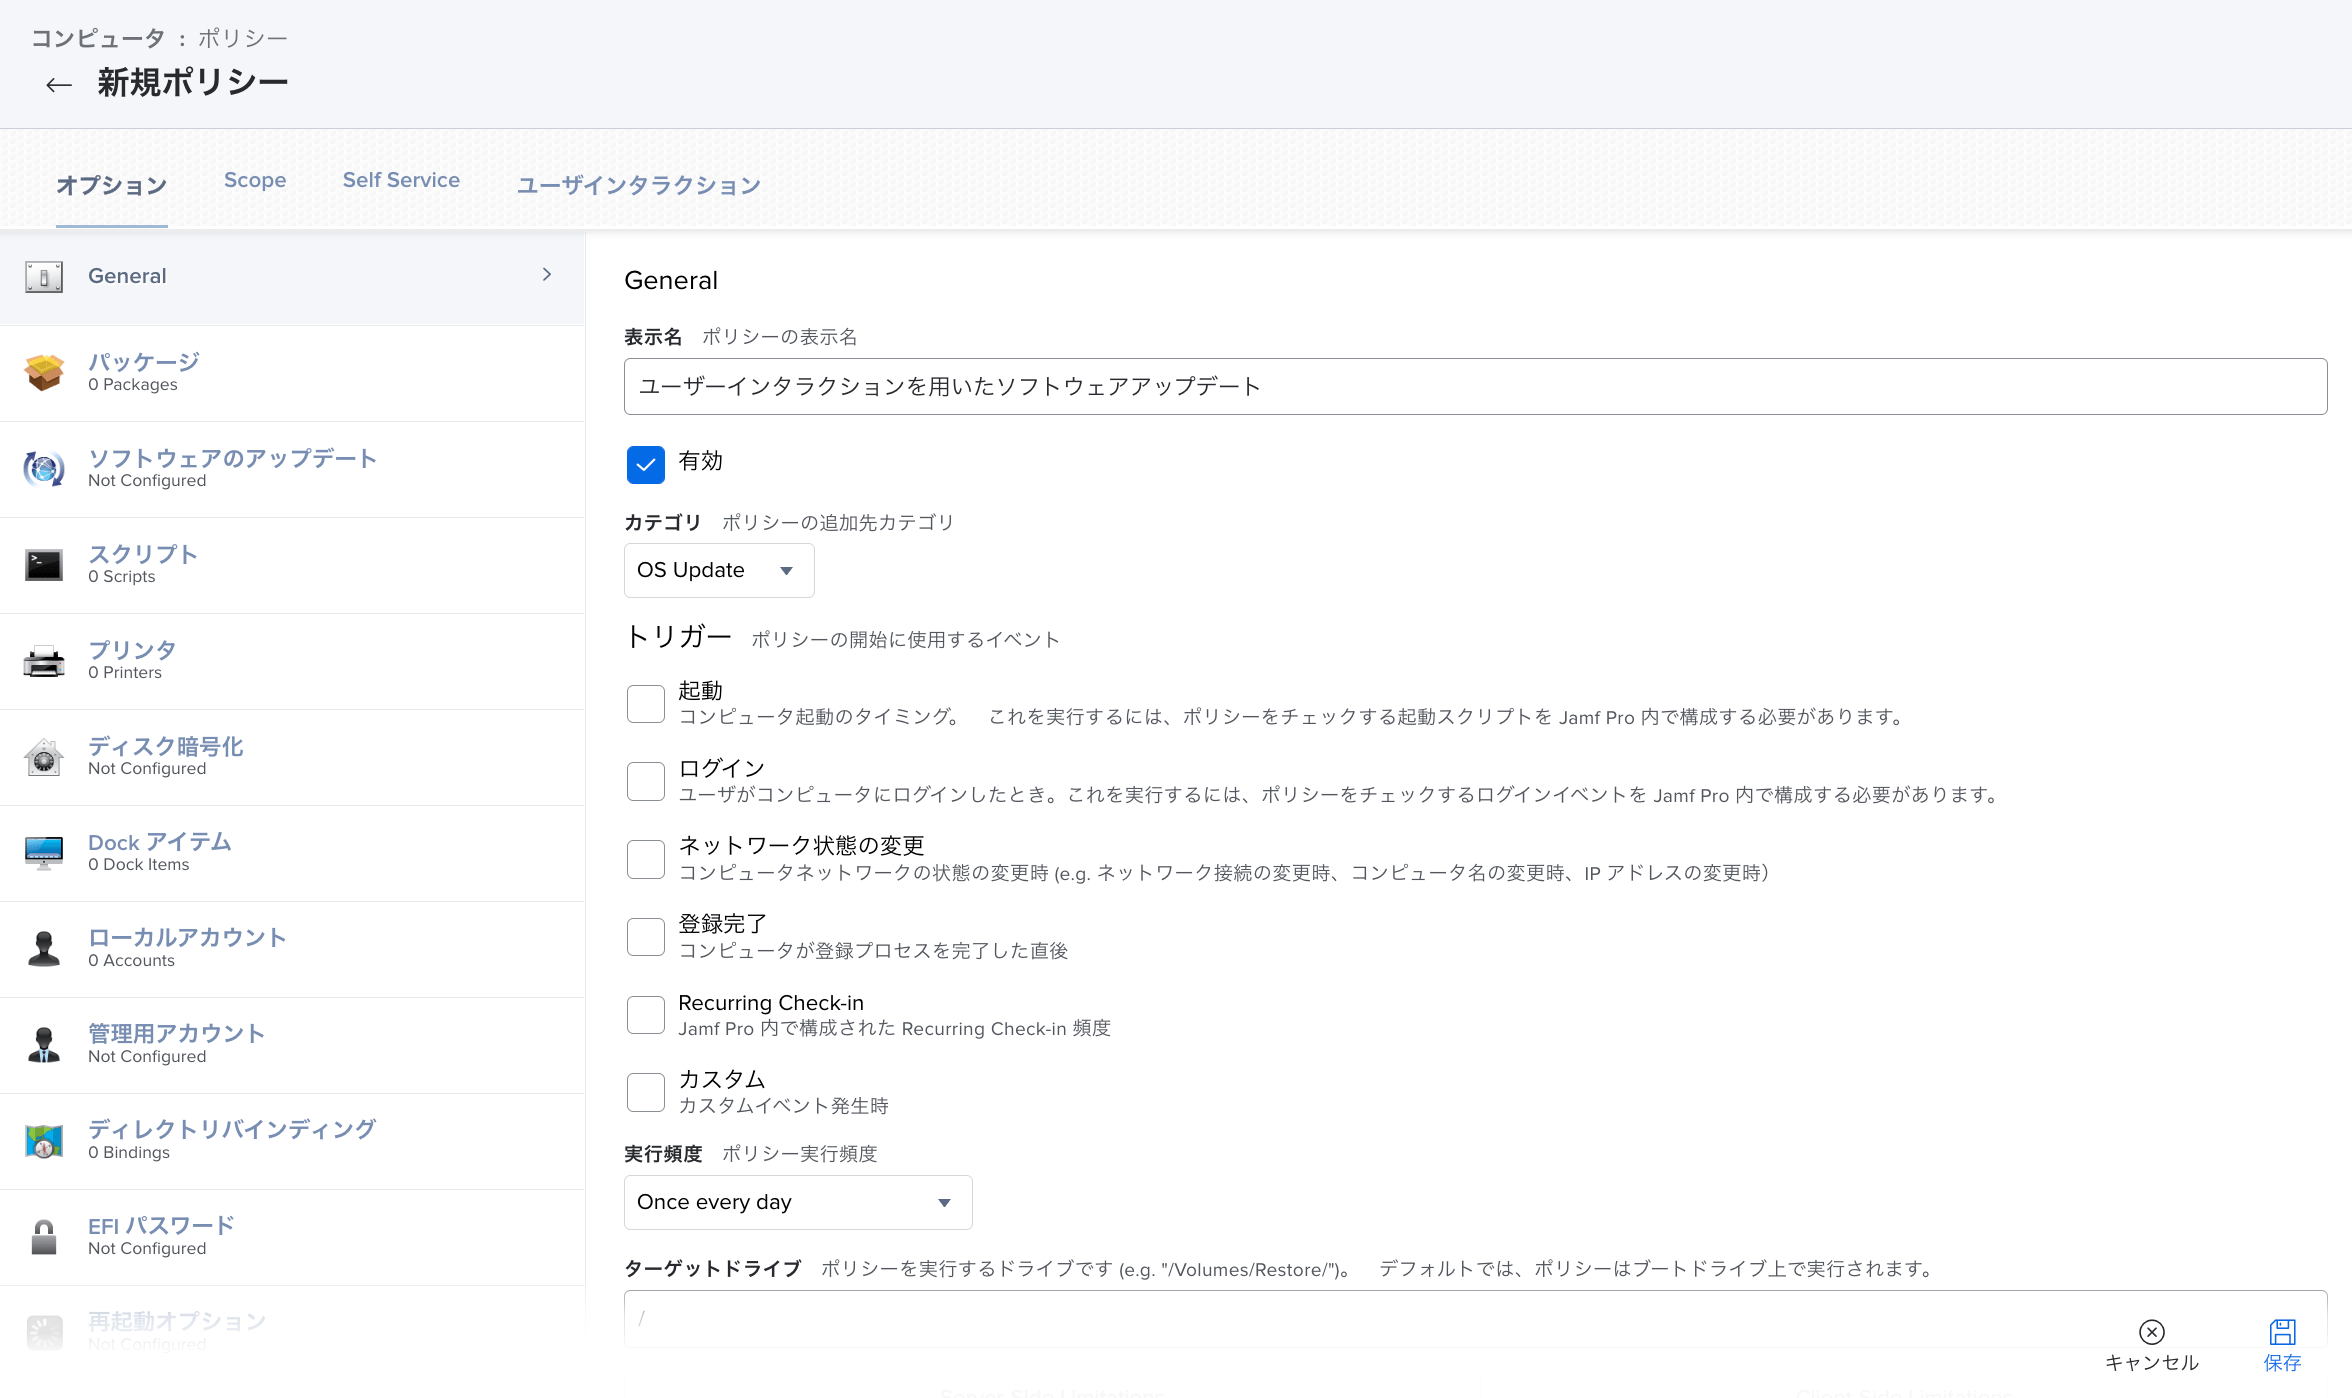 コンピュータ : ポリシー
← 新規ポリシー
オプション Scope Self Service ユーザインタラクション
General
パッケージ
0 Packages
ソフトウェアのアップデート
Not Configured
スクリプト
0 Scripts
プリンタ
0 Printers
ディスク暗号化
Not Configured
Dock アイテム
0 Dock Items
ローカルアカウント
0 Accounts
管理用アカウント
Not Configured
ディレクトリバインディング
0 Bindings
EFI パスワード
Not Configured
再起動オプション
Not Configured
General
表示名 ポリシーの表示名
ユーザーインタラクションを用いたソフトウェアアップデート
有効
カテゴリ ポリシーの追加先カテゴリ
OS Update
トリガー ポリシーの開始に使用するイベント
起動
コンピュータ起動のタイミング。 これを実行するには、ポリシーをチェックする起動スクリプトを Jamf Pro 内で構成する必要があります。
ログイン
ユーザがコンピュータにログインしたとき。これを実行するには、ポリシーをチェックするログインイベントを Jamf Pro 内で構成する必要があります。
ネットワーク状態の変更
コンピュータネットワークの状態の変更時 (e.g. ネットワーク接続の変更時、コンピュータ名の変更時、IP アドレスの変更時）
登録完了
コンピュータが登録プロセスを完了した直後
Recurring Check-in
Jamf Pro 内で構成された Recurring Check-in 頻度
カスタム
カスタムイベント発生時
実行頻度 ポリシー実行頻度
Once every day
ターゲットドライブ ポリシーを実行するドライブです (e.g. "/Volumes/Restore/")。 デフォルトでは、ポリシーはブートドライブ上で実行されます。
/
キャンセル 保存
Server-Side Limitations Client-Side Limitations